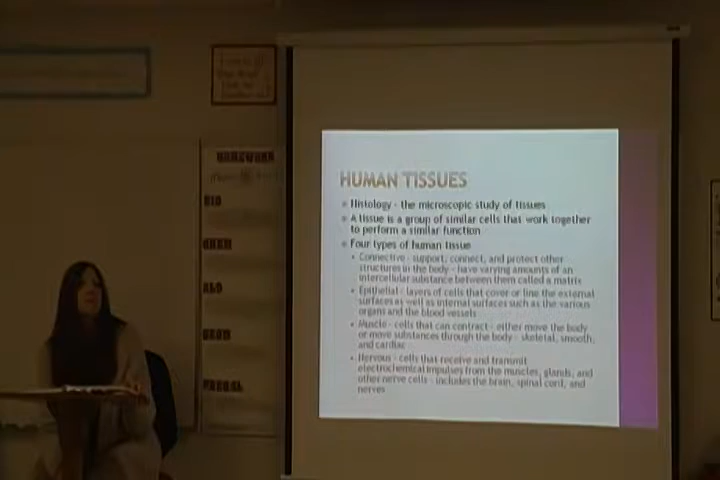 HOMEWORK
BIO
GEOM
HUMAN TISSUES
Histology - the microscopic study of tissues
A tissue is a group of similar cells that work together
to perform a similar function
Four types of human tissue
Connective - support, connect, and protect other
structures in the body - have varying amounts of an
intercellular substance between them called a matrix
Epithelial - layers of cells that cover or line the external
surfaces as well as internal surfaces such as the various
organs and the blood vessels
Muscle - cells that can contract - either move the body
or move substances through the body - skeletal, smooth,
and cardiac
Nervous - cells that receive and transmit
electrochemical impulses from the muscles, glands, and
other nerve cells - includes the brain, spinal cord, and
nerves